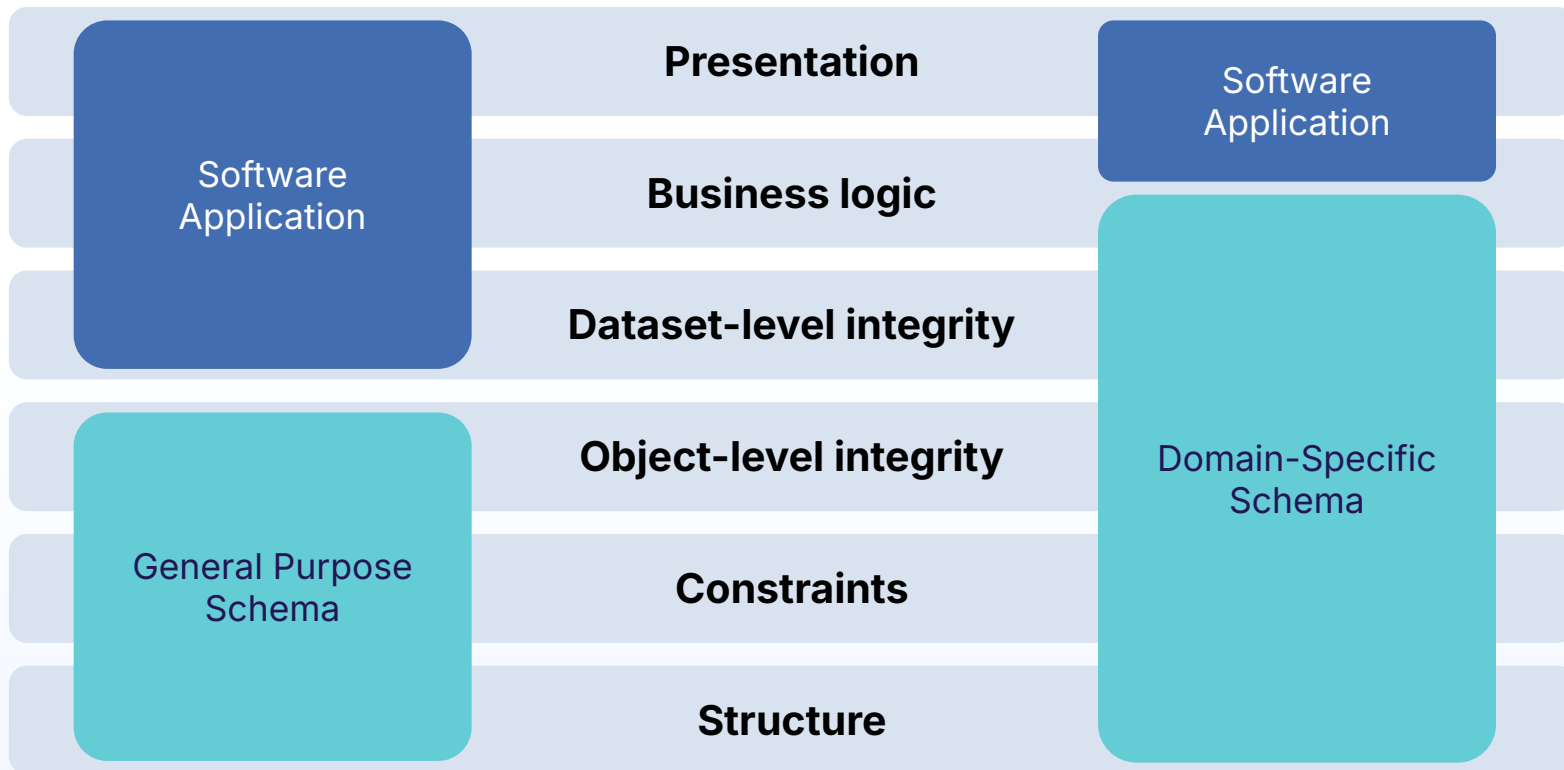 Presentation
Software
Application
Software
Application
Business logic
Dataset-level integrity
Object-level integrity
Domain-Specific
Schema
General Purpose
Schema
Constraints
Structure